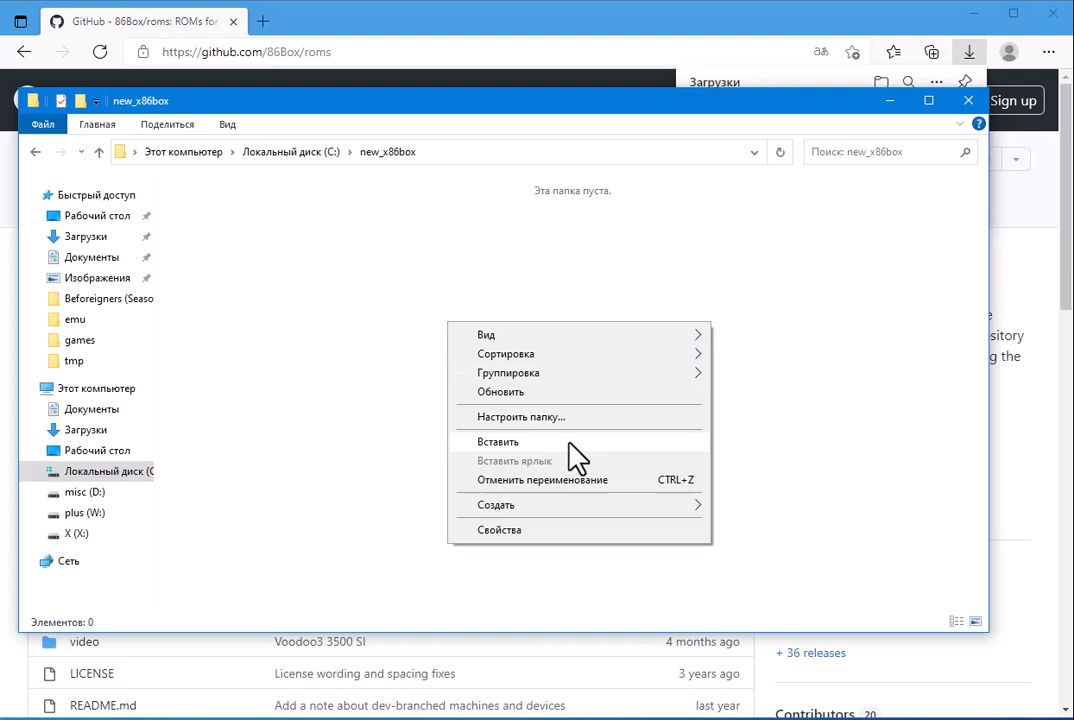 GitHub - 86Box/roms: ROMs for
https://github.com/86Box/roms
Загрузки
Sign up
new_x86box
Файл
Главная
Поделиться
Вид
Этот компьютер
Локальный диск (C:)
new_x86box
Поиск: new_x86box
Эта папка пуста.
Быстрый доступ
Рабочий стол
Загрузки
Документы
Изображения
Beforeigners (Seaso
emu
games
tmp
Этот компьютер
Документы
Загрузки
Рабочий стол
Локальный диск (C
misc (D:)
plus (W:)
X (X:)
Сеть
Вид
Сортировка
Группировка
Обновить
Настроить папку...
Вставить
Вставить ярлык
Отменить переименование CTRL+Z
Создать
Свойства
Элементов: 0
sitory
g the
video Voodoo3 3500 SI 4 months ago
LICENSE License wording and spacing fixes 3 years ago
README.md Add a note about dev-branched machines and devices last year
+ 36 releases
Contributors 20